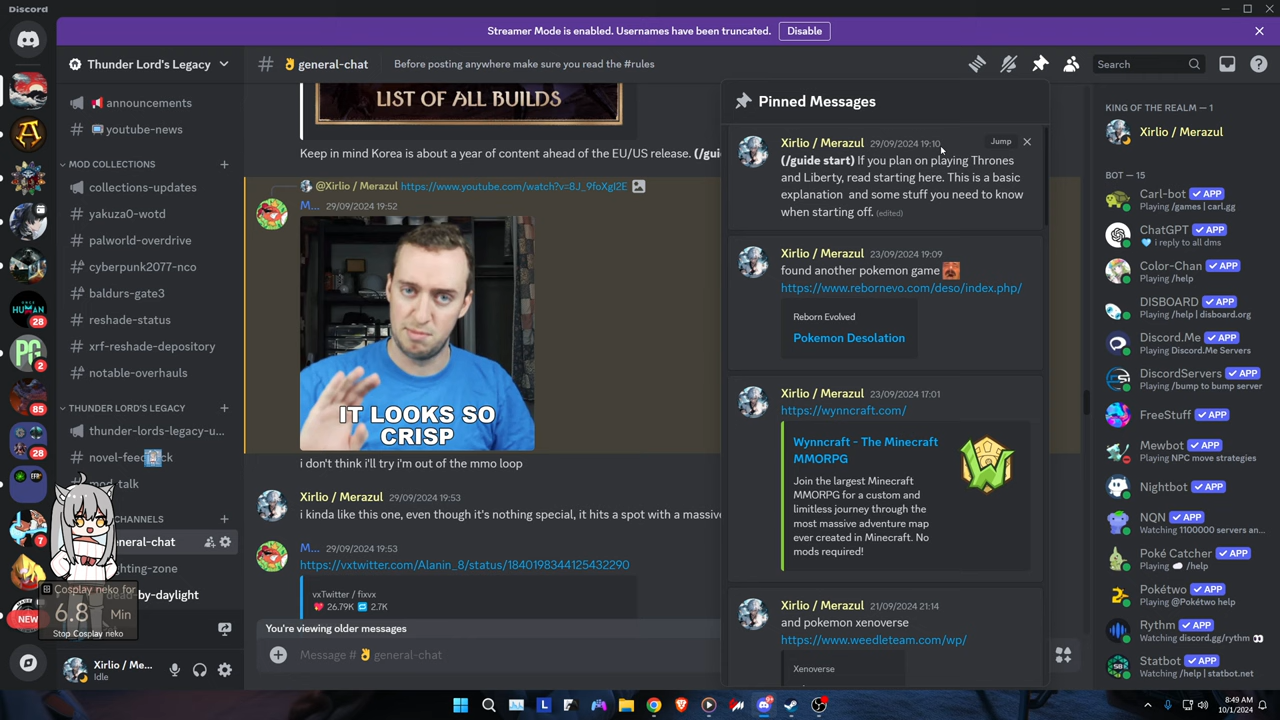 Discord
Streamer Mode is enabled. Usernames have been truncated.
Disable
Thunder Lord's Legacy
announcements
youtube-news
MOD COLLECTIONS
collections-updates
yakuza0-wotd
palworld-overdrive
cyberpunk2077-nco
baldurs-gate3
reshade-status
xrf-reshade-depository
notable-overhauls
THUNDER LORD'S LEGACY
thunder-lords-legacy-u...
CHANNELS
Cosplay neko for
6.8 Min
Stop Cosplay neko
Xirlio / Me...
Idle
HUMAN
28
PG
2
85
28
EFB
7
NEW
general-chat
Before posting anywhere make sure you read the #rules
Search
LIST OF ALL BUILDS
Keep in mind Korea is about a year of content ahead of the EU/US release. (/gui
@Xirlio / Merazul https://www.youtube.com/watch?v=8J_9foXgI2E
M... 29/09/2024 19:52
IT LOOKS SO
CRISP
i don't think i'll try i'm out of the mmo loop
Xirlio / Merazul 29/09/2024 19:53
i kinda like this one, even though it's nothing special, it hits a spot with a massive
M... 29/09/2024 19:53
https://vxtwitter.com/Alanin_8/status/1840198344125432290
vxTwitter / fixvx
26.79K 2.7K
You're viewing older messages
Message # general-chat
Pinned Messages
Xirlio / Merazul 29/09/2024 19:10
Jump
(/guide start) If you plan on playing Thrones
and Liberty, read starting here. This is a basic
explanation and some stuff you need to know
when starting off. (edited)
Xirlio / Merazul 23/09/2024 19:09
found another pokemon game
https://www.rebornevo.com/deso/index.php/
Reborn Evolved
Pokemon Desolation
Xirlio / Merazul 23/09/2024 17:01
https://wynncraft.com/
Wynncraft - The Minecraft
MMORPG
Join the largest Minecraft
MMORPG for a custom and
limitless journey through the
most massive adventure map
ever created in Minecraft. No
mods required!
Xirlio / Merazul 21/09/2024 21:14
and pokemon xenoverse
https://www.weedleteam.com/wp/
Xenoverse
KING OF THE REALM — 1
Xirlio / Merazul
BOT — 15
Carl-bot APP
Playing /games | carl.gg
ChatGPT APP
i reply to all dms
Color-Chan APP
Playing /help
DISBOARD APP
Playing /help | disboard.org
Discord.Me APP
Playing Discord.Me Servers
DiscordServers APP
Playing /bump to bump server
FreeStuff APP
Mewbot APP
Playing NPC move strategies
Nightbot APP
NQN APP
Watching 1100000 servers an...
Poké Catcher APP
Playing /help
Pokétwo APP
Playing @Pokétwo help
Rythm APP
Watching discord.gg/rythm
Statbot APP
Watching /help | statbot.net
8:49 AM
10/1/2024